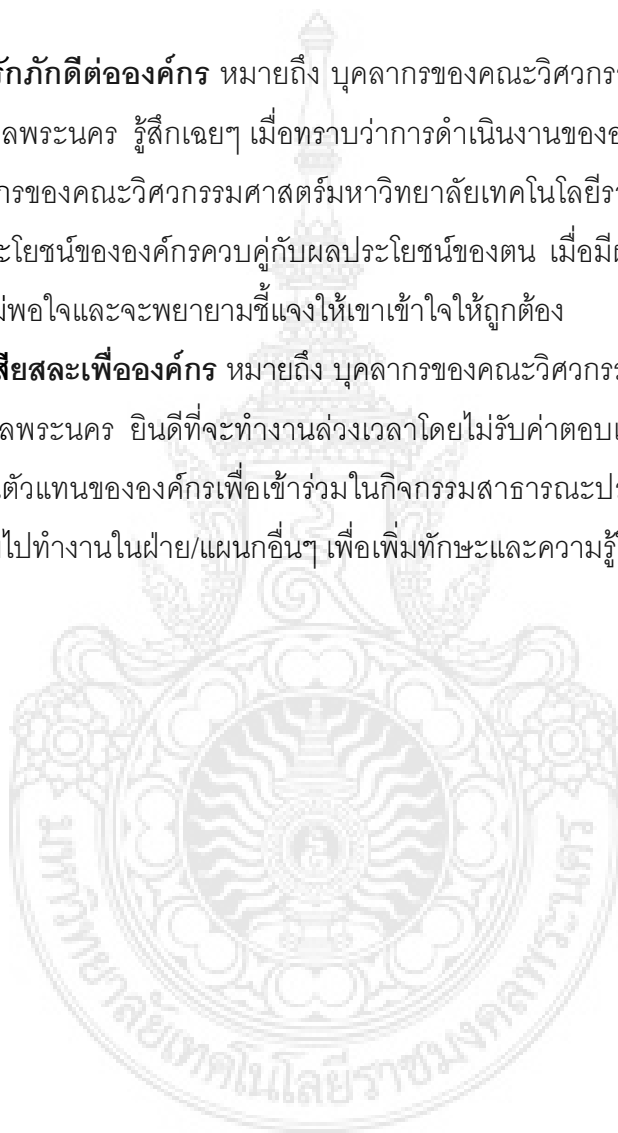 รักภักดีต่อองค์กร หมายถึง บุคลากรของคณะวิศวกรร
ลพระนคร รู้สึกเฉยๆ เมื่อทราบว่าการดำเนินงานของอ
กรของคณะวิศวกรรมศาสตร์มหาวิทยาลัยเทคโนโลยีรา
ะโยชน์ขององค์กรควบคู่กับผลประโยชน์ของตน เมื่อมี
ม่พอใจและจะพยายามชี้แจงให้เขาเข้าใจให้ถูกต้อง
สียสละเพื่อองค์กร หมายถึง บุคลากรของคณะวิศวกรร
ลพระนคร ยินดีที่จะทำงานล่วงเวลาโดยไม่รับค่าตอบแ
นตัวแทนขององค์กรเพื่อเข้าร่วมในกิจกรรมสาธารณะปร
ไปทำงานในฝ่าย/แผนกอื่นๆ เพื่อเพิ่มทักษะและความรู้
มหาวิทยาลัยเทคโนโลยีราชมงคลพระนคร